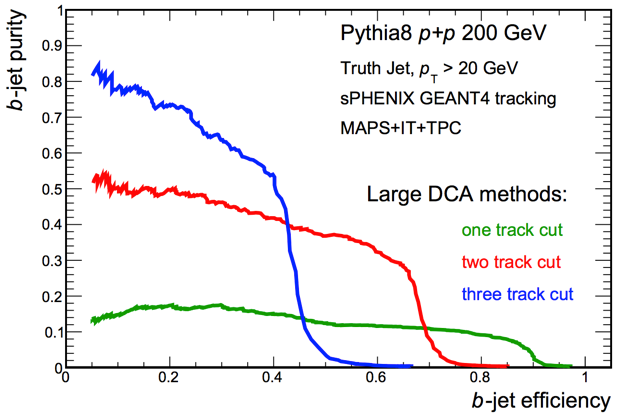 1
0.9
0.8
0.7
0.6
0.5
0.4
0.3
0.2
0.1
0
b-jet purity
Pythia8 p+p 200 GeV
Truth Jet, pT > 20 GeV
sPHENIX GEANT4 tracking
MAPS+IT+TPC
Large DCA methods:
one track cut
two track cut
three track cut
0 0.2 0.4 0.6 0.8 1
b-jet efficiency